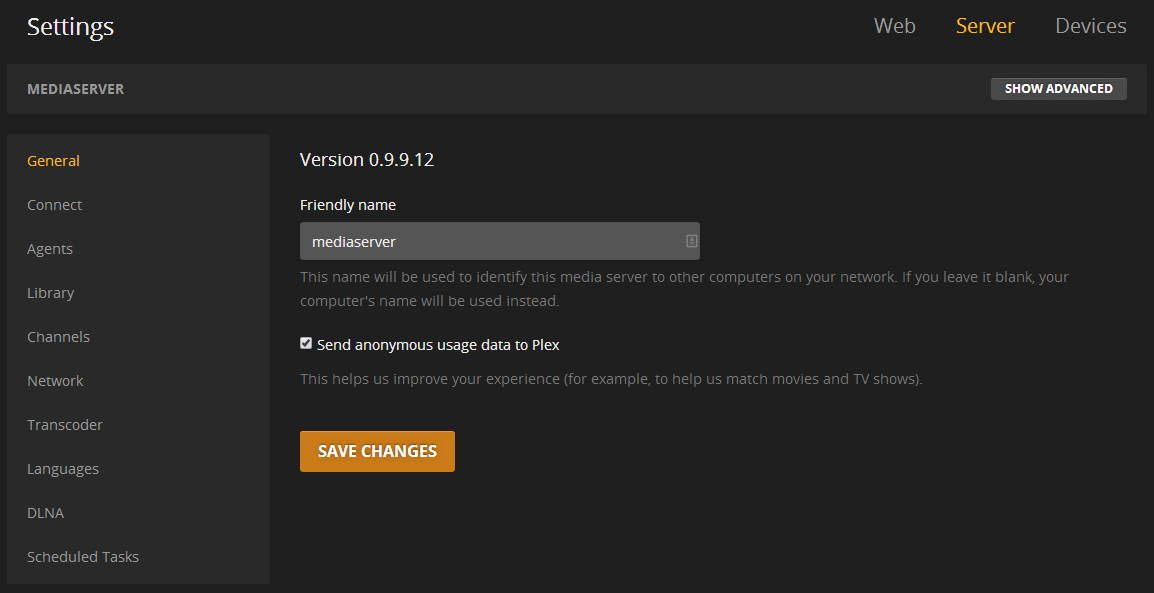 Settings
Web
Server
Devices
MEDIASERVER
SHOW ADVANCED
General
Connect
Agents
Library
Channels
Network
Transcoder
Languages
DLNA
Scheduled Tasks
Version 0.9.9.12
Friendly name
mediaserver
This name will be used to identify this media server to other computers on your network. If you leave it blank, your
computer's name will be used instead.
Send anonymous usage data to Plex
This helps us improve your experience (for example, to help us match movies and TV shows).
SAVE CHANGES